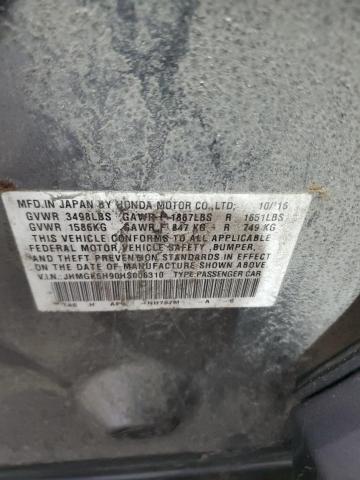 MFD.IN JAPAN BY HONDA MOTOR CO.,LTD. 10/16
GVWR 3498LBS GAWR F 1867LBS R 1651LBS
GVWR 1586KG GAWR F 847 KG R 749 KG
THIS VEHICLE CONFORMS TO ALL APPLICABLE
FEDERAL MOTOR VEHICLE SAFETY, BUMPER,
AND THEFT PREVENTION STANDARDS IN EFFECT
ON THE DATE OF MANUFACTURE SHOWN ABOVE.
V.I.N: TYPE:PASSENGER CAR